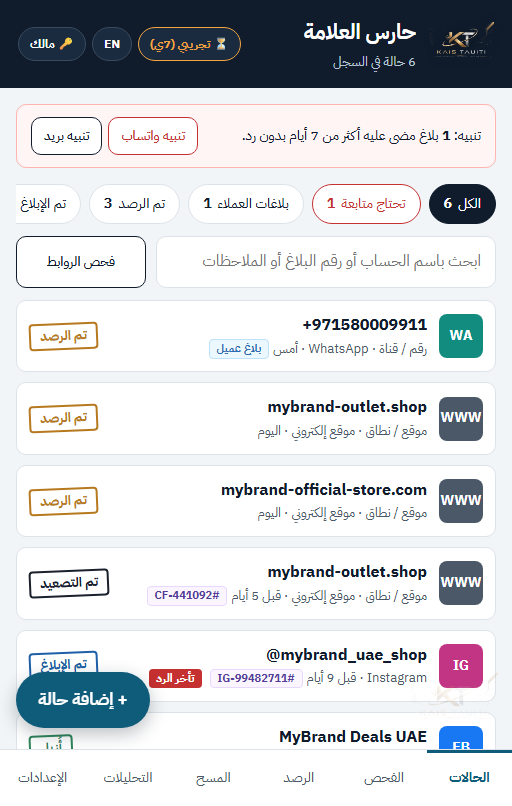 KT
KAIS TAUITI
حارس العلامة
6 حالة في السجل
⏳ تجريبي (7ي)
EN
🔑 مالك
تنبيه: 1 بلاغ مضى عليه أكثر من 7 أيام بدون رد.
تنبيه واتساب
تنبيه بريد
الكل 6
تحتاج متابعة 1
بلاغات العملاء 1
تم الرصد 3
تم الإبلاغ
ابحث باسم الحساب أو رقم البلاغ أو الملاحظات
فحص الروابط
WA
+971580009911
رقم / قناة · WhatsApp · أمس
بلاغ عميل
تم الرصد
WWW
mybrand-outlet.shop
موقع / نطاق · موقع إلكتروني · اليوم
تم الرصد
WWW
mybrand-official-store.com
موقع / نطاق · موقع إلكتروني · اليوم
تم الرصد
WWW
mybrand-outlet.shop
موقع / نطاق · موقع إلكتروني · قبل 5 أيام
CF-441092#
تم التصعيد
IG
@mybrand_uae_shop
Instagram · قبل 9 أيام
IG-99482711#
تأخر الرد
تم الإبلاغ
MyBrand Deals UAE
+ إضافة حالة
الحالات
الفحص
الرصد
المسح
التحليلات
الإعدادات